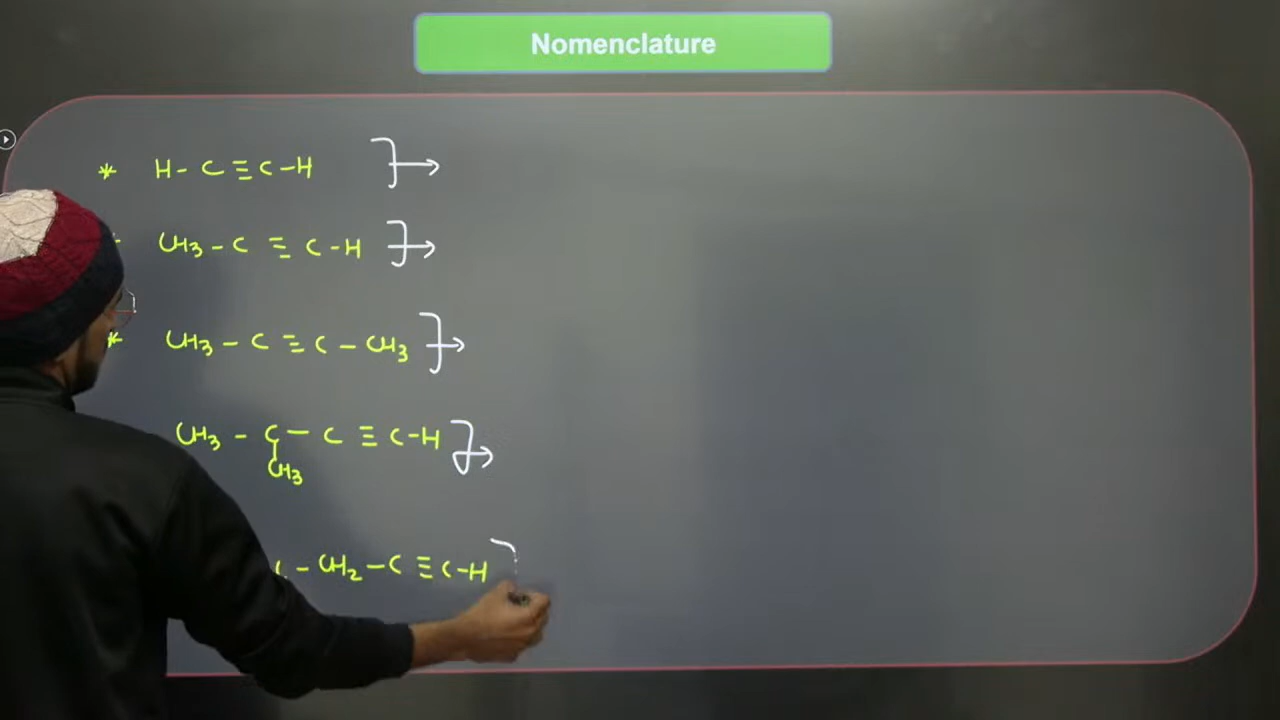 Nomenclature
* H - C ≡ C - H
CH3 - C ≡ C - H
* CH3 - C ≡ C - CH3
CH3 - C - C ≡ C - H
CH3
- CH2 - C ≡ C - H